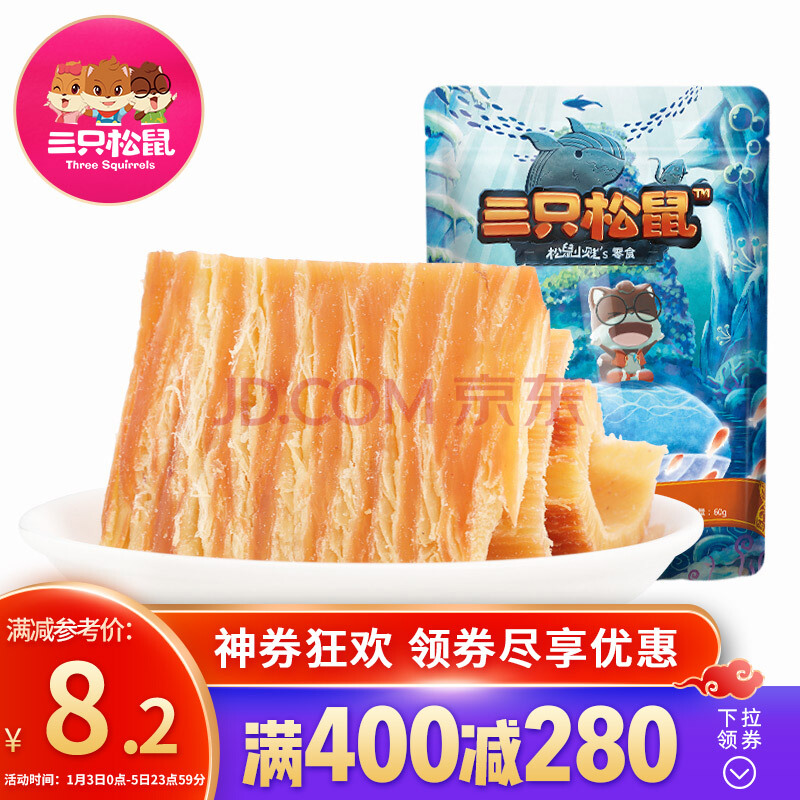 三只松鼠
Three Squirrels
三只松鼠™
松鼠小贱's 零食
JD.COM 京东
量：60g
满减参考价：
¥8.2
活动时间：1月3日0点-5日23点59分
神券狂欢 领券尽享优惠
满400减280
下拉
领券